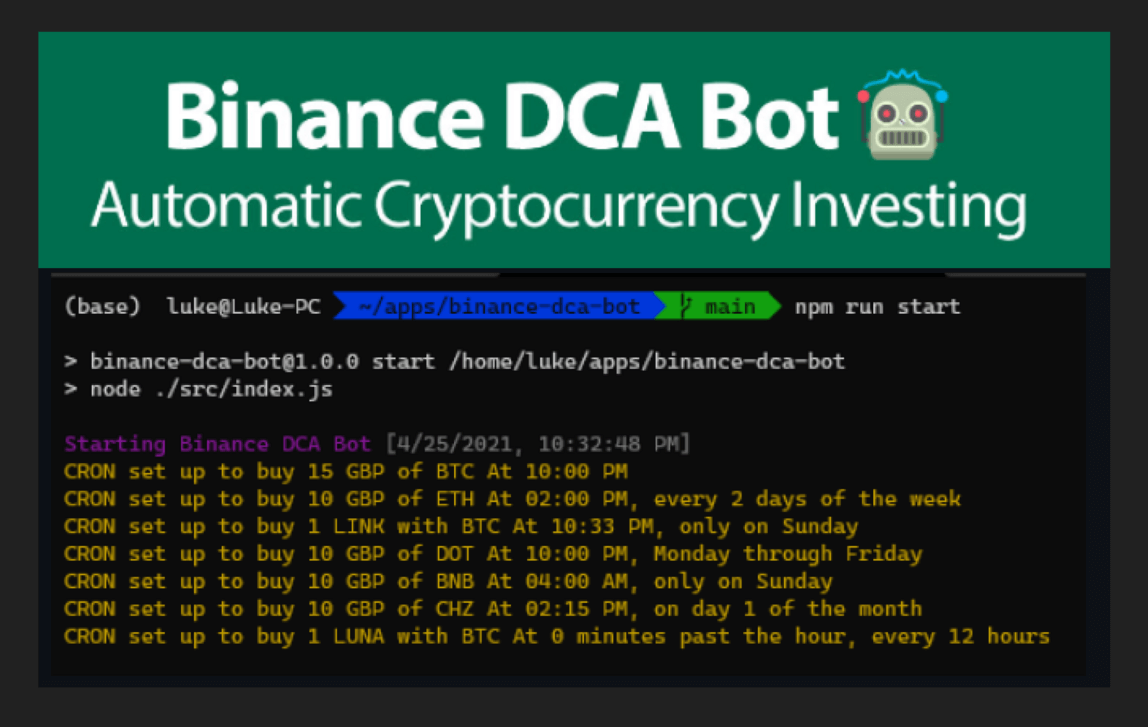 Binance DCA Bot
Automatic Cryptocurrency Investing
(base) luke@Luke-PC ~/apps/binance-dca-bot main npm run start
> binance-dca-bot@1.0.0 start /home/luke/apps/binance-dca-bot
> node ./src/index.js
Starting Binance DCA Bot [4/25/2021, 10:32:48 PM]
CRON set up to buy 15 GBP of BTC At 10:00 PM
CRON set up to buy 10 GBP of ETH At 02:00 PM, every 2 days of the week
CRON set up to buy 1 LINK with BTC At 10:33 PM, only on Sunday
CRON set up to buy 10 GBP of DOT At 10:00 PM, Monday through Friday
CRON set up to buy 10 GBP of BNB At 04:00 AM, only on Sunday
CRON set up to buy 10 GBP of CHZ At 02:15 PM, on day 1 of the month
CRON set up to buy 1 LUNA with BTC At 0 minutes past the hour, every 12 hours